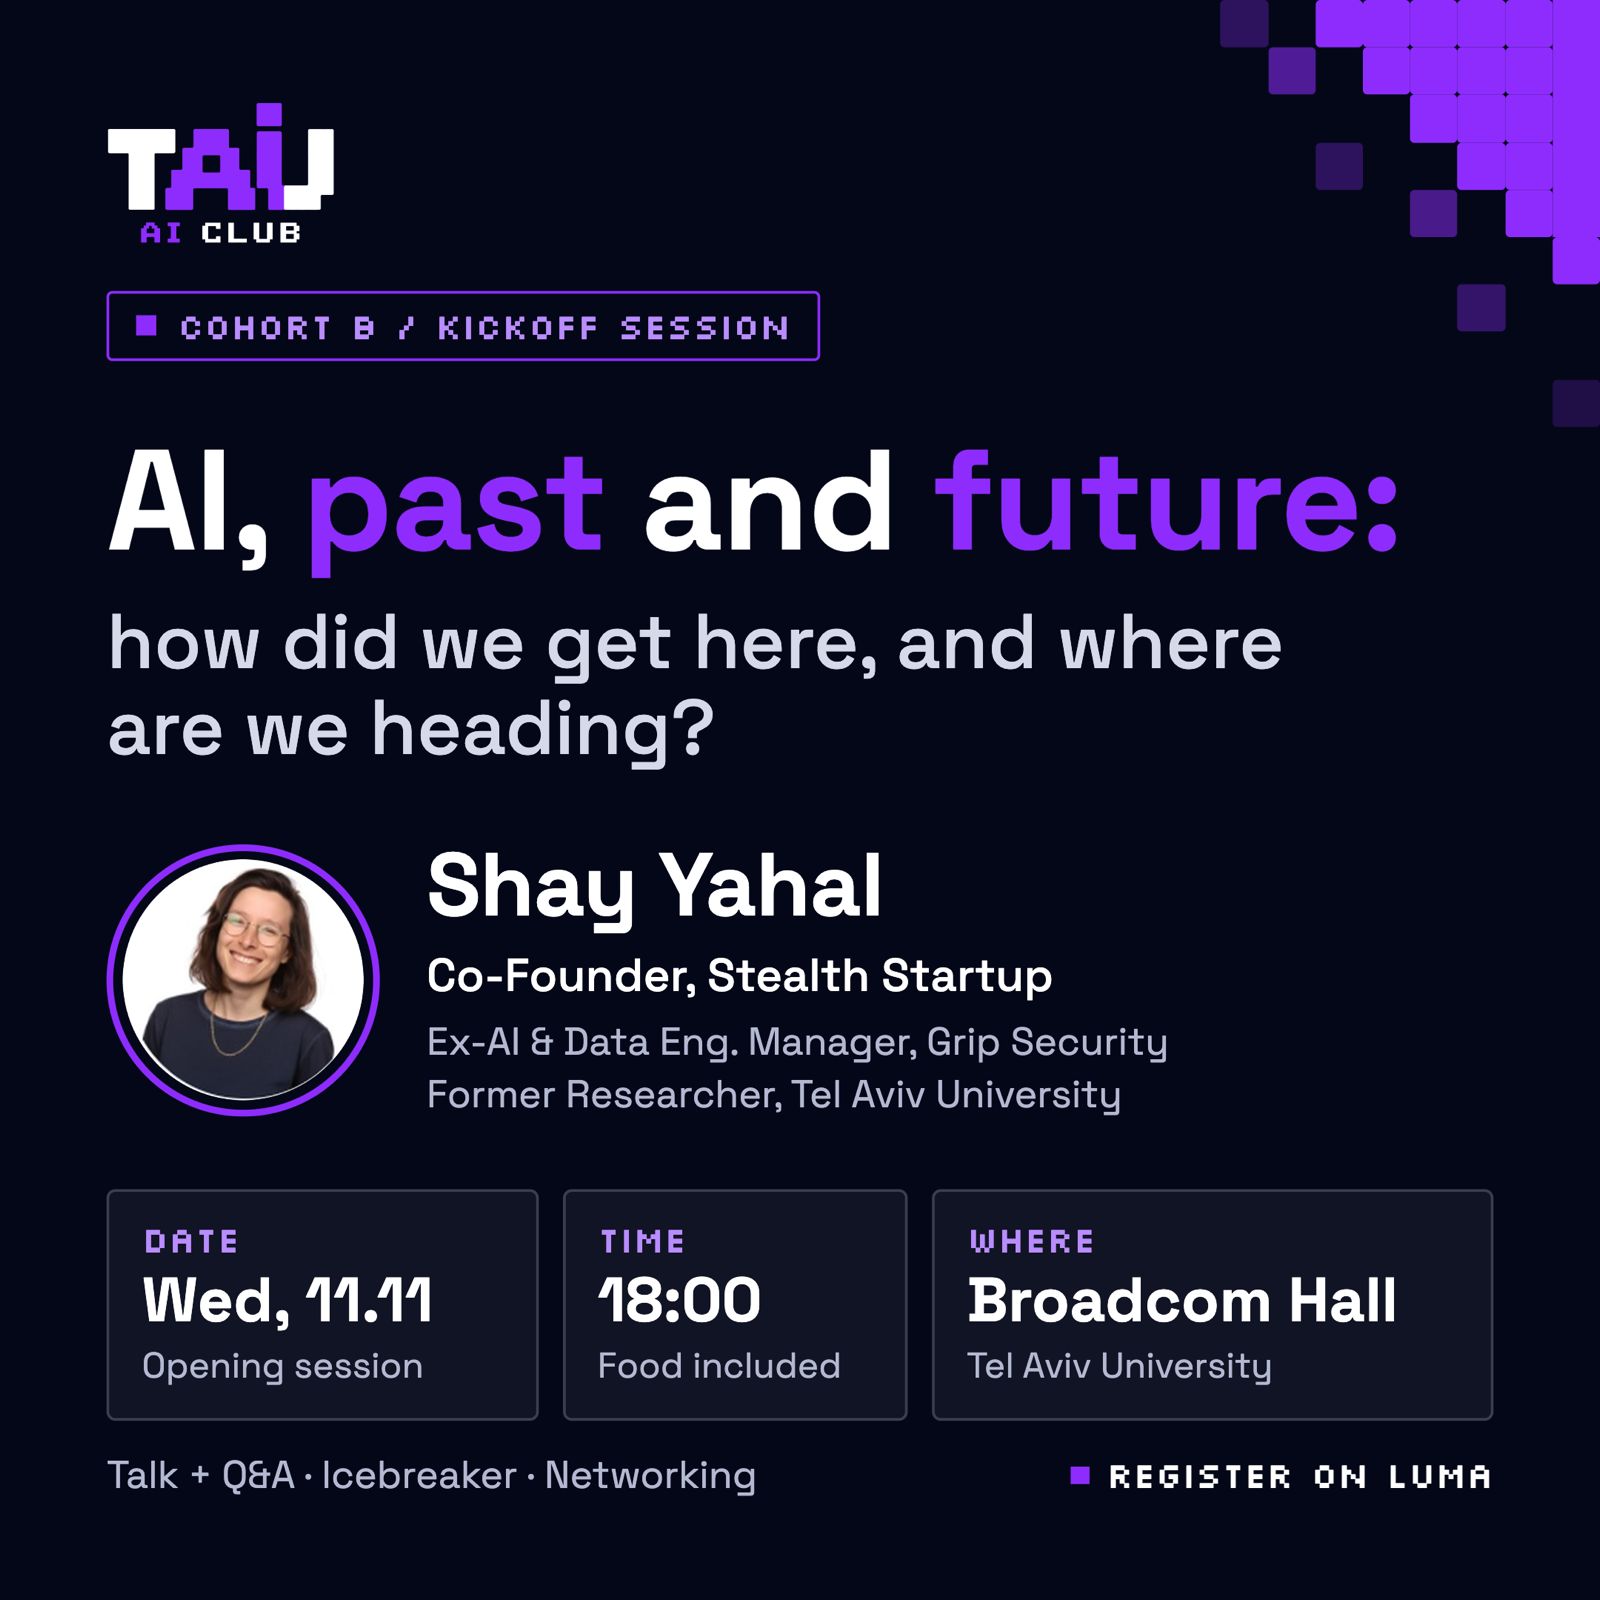 TAiU
AI CLUB
COHORT B / KICKOFF SESSION
AI, past and future:
how did we get here, and where
are we heading?
Shay Yahal
Co-Founder, Stealth Startup
Ex-AI & Data Eng. Manager, Grip Security
Former Researcher, Tel Aviv University
DATE
Wed, 11.11
Opening session
TIME
18:00
Food included
WHERE
Broadcom Hall
Tel Aviv University
Talk + Q&A · Icebreaker · Networking
REGISTER ON LUMA